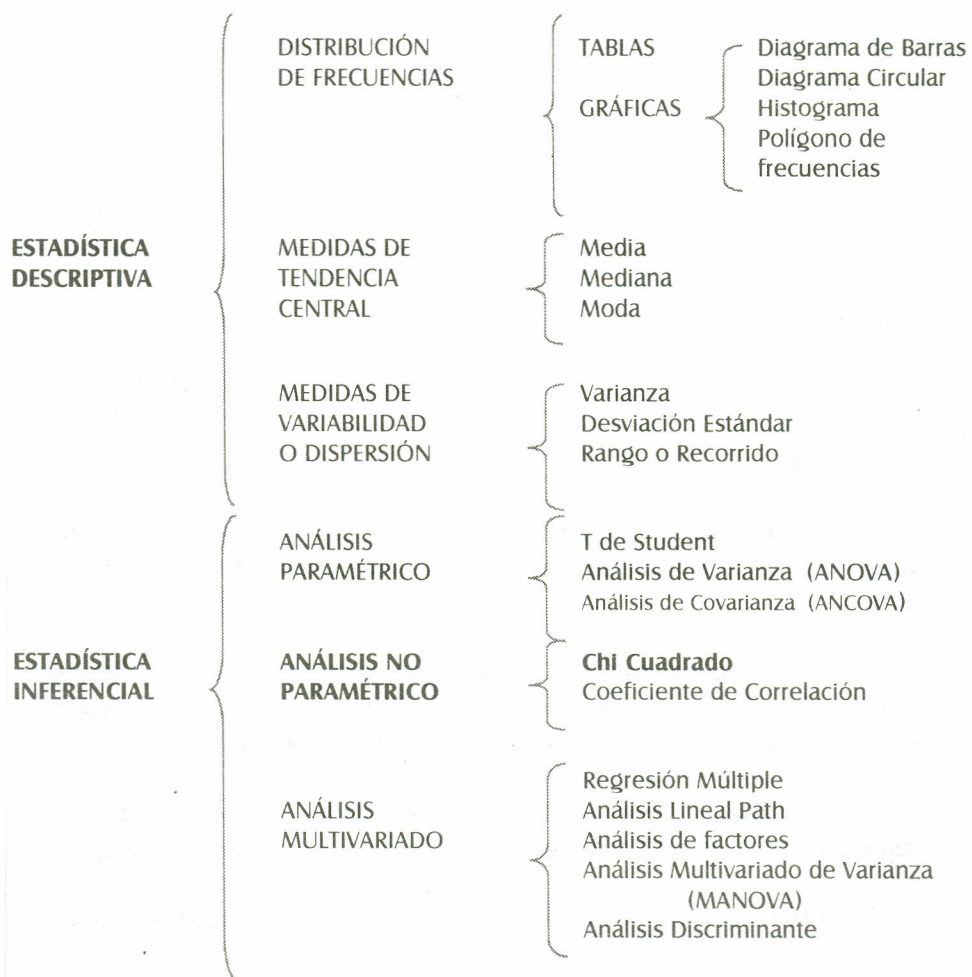 DISTRIBUCIÓN
DE FRECUENCIAS
TABLAS
GRÁFICAS
Diagrama de Barras
Diagrama Circular
Histograma
Polígono de
frecuencias
ESTADÍSTICA
DESCRIPTIVA
MEDIDAS DE
TENDENCIA
CENTRAL
Media
Mediana
Moda
MEDIDAS DE
VARIABILIDAD
O DISPERSIÓN
Varianza
Desviación Estándar
Rango o Recorrido
ESTADÍSTICA
INFERENCIAL
ANÁLISIS
PARAMÉTRICO
T de Student
Análisis de Varianza (ANOVA)
Análisis de Covarianza (ANCOVA)
ANÁLISIS NO
PARAMÉTRICO
Chi Cuadrado
Coeficiente de Correlación
ANÁLISIS
MULTIVARIADO
Regresión Múltiple
Análisis Lineal Path
Análisis de factores
Análisis Multivariado de Varianza
(MANOVA)
Análisis Discriminante